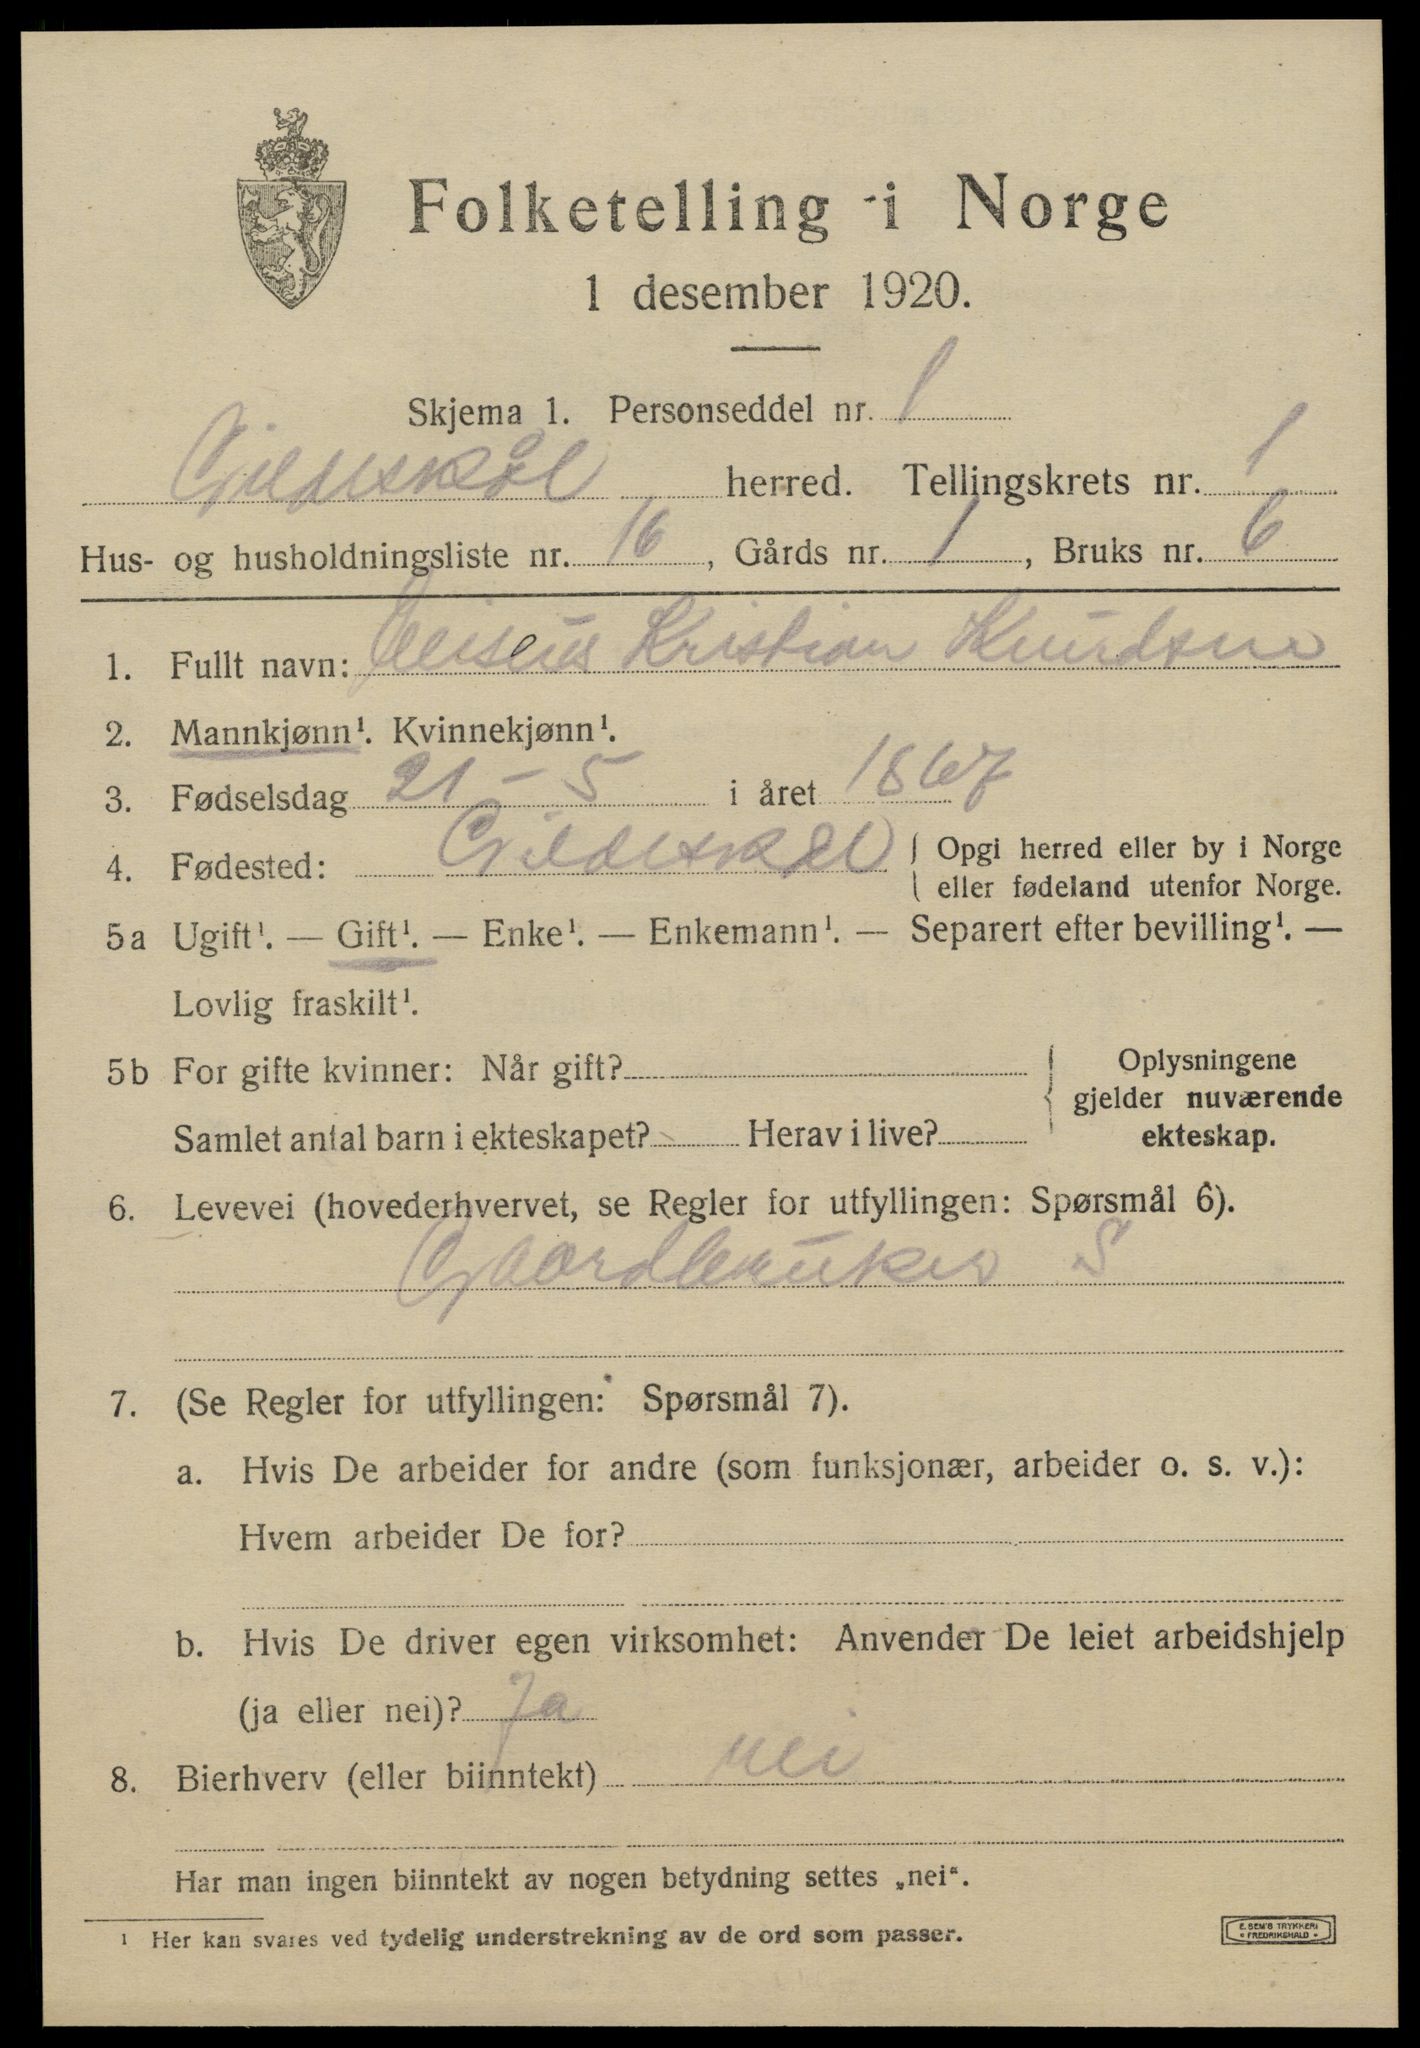 Folketelling i Norge
1 desember 1920.
Skjema 1. Personseddel nr. 1
Gildeskål herred. Tellingskrets nr. 1
Hus- og husholdningsliste nr. 16, Gårds nr. 1, Bruks nr. 6
1. Fullt navn: Kristian Knudsen
2. Mannkjønn¹. Kvinnekjønn¹.
3. Fødselsdag 21 - 5 i året 1867
4. Fødested: Gildeskål { Opgi herred eller by i Norge
eller fødeland utenfor Norge.
5a Ugift¹. — Gift¹. — Enke¹. — Enkemann¹. — Separert efter bevilling¹. —
Lovlig fraskilt¹.
5b For gifte kvinner: Når gift?
Samlet antal barn i ekteskapet? Herav i live?
{ Oplysningene
gjelder nuværende
ekteskap.
6. Levevei (hovederhvervet, se Regler for utfyllingen: Spørsmål 6).
Gaardbruker S
7. (Se Regler for utfyllingen: Spørsmål 7).
a. Hvis De arbeider for andre (som funksjonær, arbeider o. s. v.):
Hvem arbeider De for?
b. Hvis De driver egen virksomhet: Anvender De leiet arbeidshjelp
(ja eller nei)? Ja
8. Bierhverv (eller biinntekt) nei
Har man ingen biinntekt av nogen betydning settes „nei“.
¹ Her kan svares ved tydelig understrekning av de ord som passer.
E. SEM'S TRYKKERI
* FREDRIKSHALD *